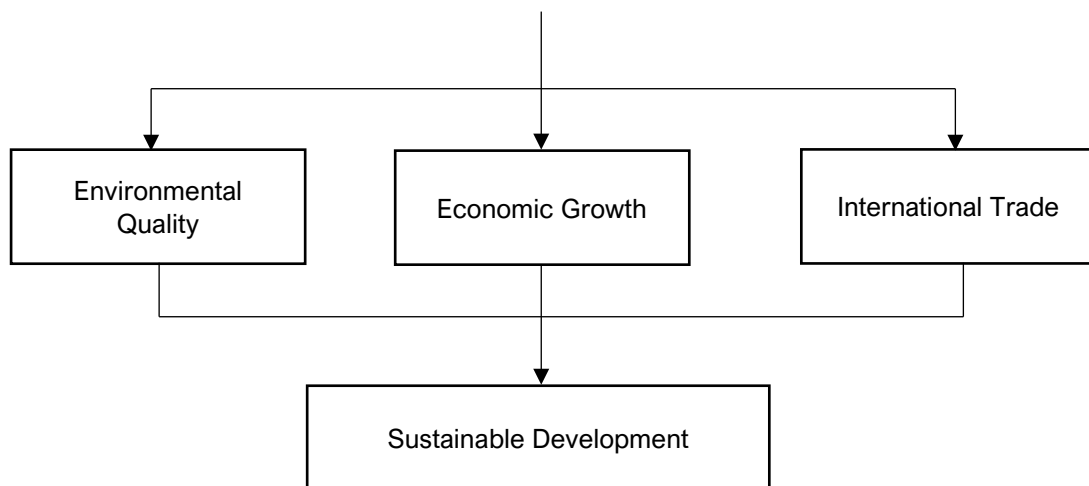 Environmental
Quality
Economic Growth
International Trade
Sustainable Development